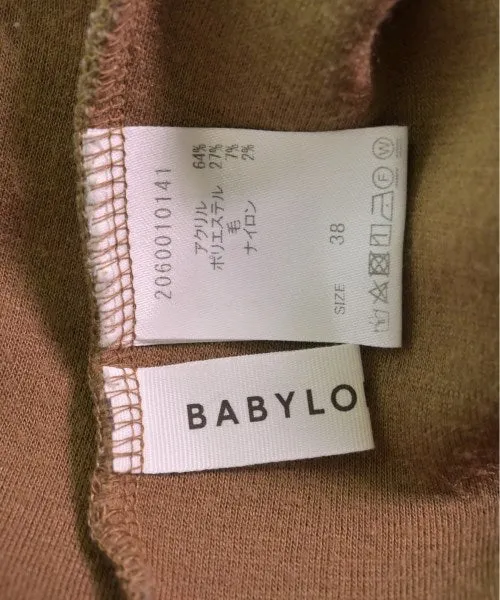 2060010141
アクリル 64%
ポリエステル 27%
毛 7%
ナイロン 2%
SIZE 38
BABYLO